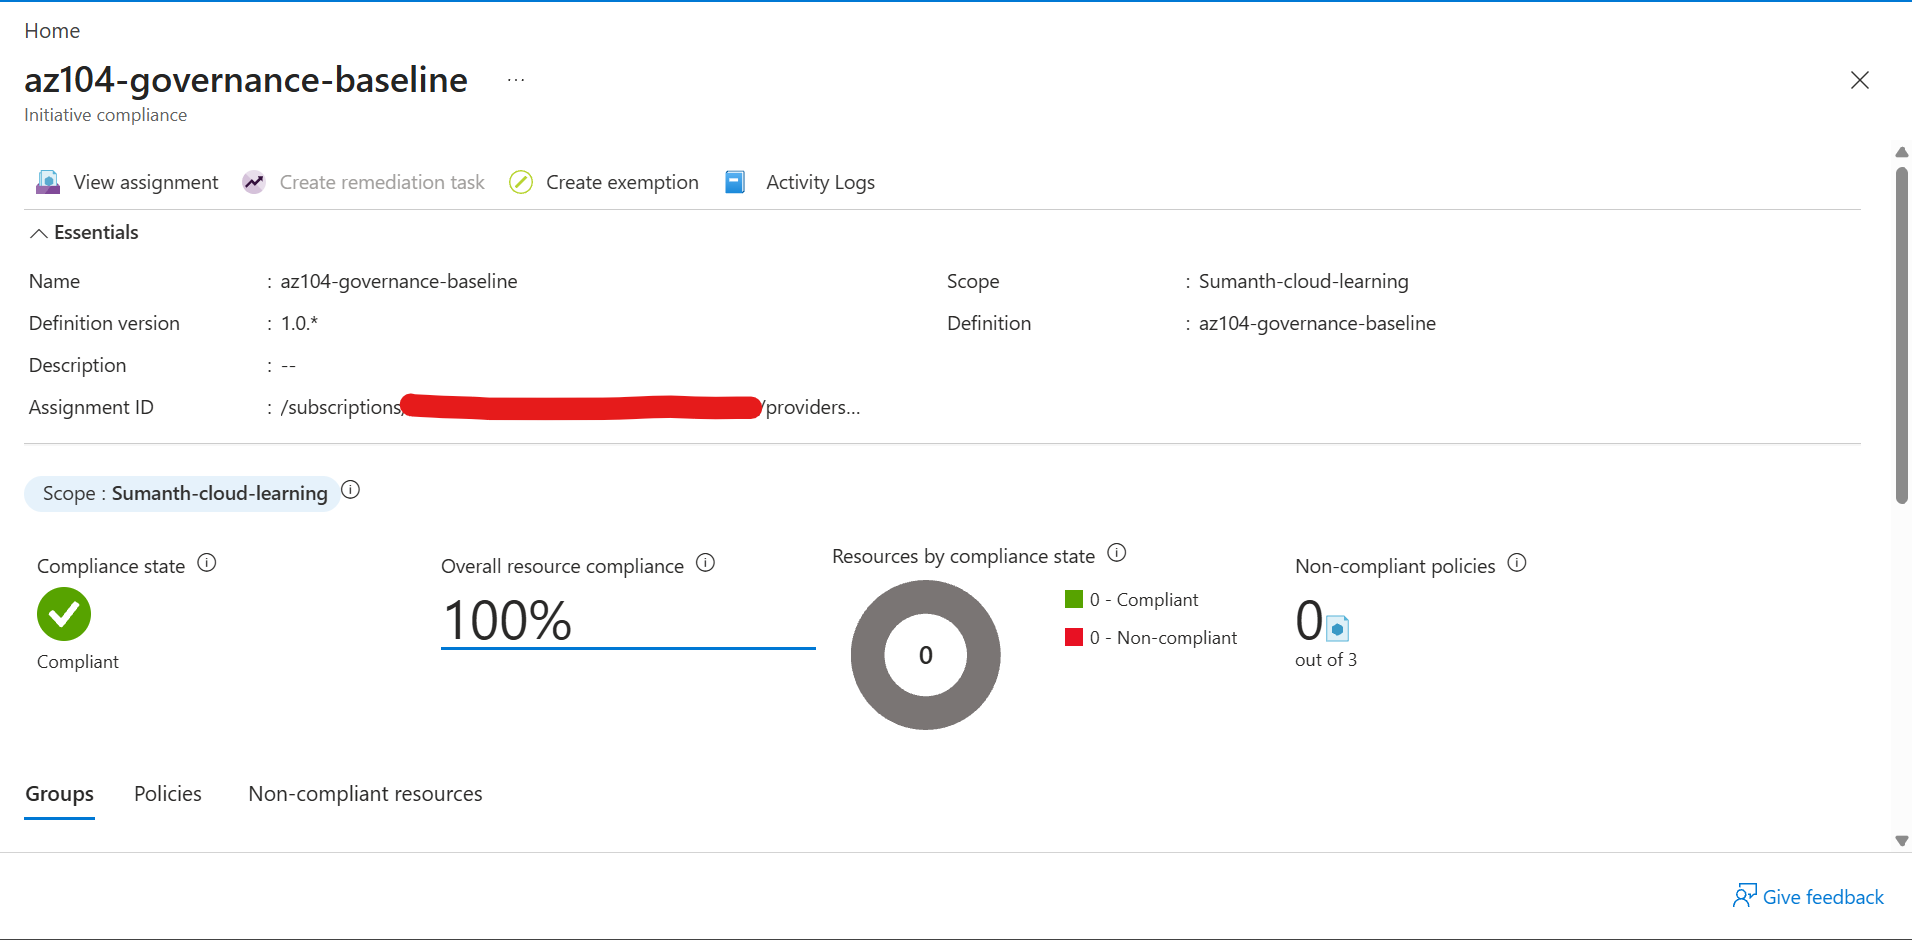 Home
az104-governance-baseline ...
Initiative compliance
View assignment Create remediation task Create exemption Activity Logs
Essentials
Name : az104-governance-baseline Scope : Sumanth-cloud-learning
Definition version : 1.0.* Definition : az104-governance-baseline
Description : --
Assignment ID : /subscriptions/ /providers...
Scope : Sumanth-cloud-learning
Compliance state Overall resource compliance Resources by compliance state Non-compliant policies
100% 0 0 - Compliant 0
Compliant 0 - Non-compliant out of 3
Groups Policies Non-compliant resources
Give feedback